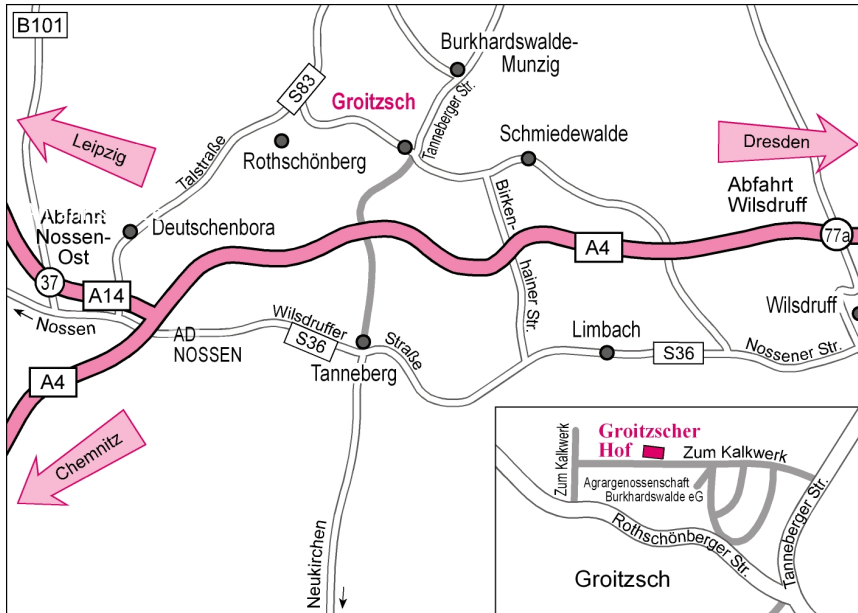 B101
Burkhardswalde-
Munzig
S83
Groitzsch
Tanneberger Str.
Schmiedewalde
Leipzig
Talstraße
Rothschönberg
Dresden
Birken-
hainer Str.
Abfahrt
Wilsdruff
Abfahrt
Nossen-
Ost
Deutschenbora
77a
A4
37
A14
Wilsdruff
Nossen
AD
NOSSEN
Wilsdruffer
Straße
S36
Limbach
S36
Nossener Str.
Tanneberg
A4
Chemnitz
Neukirchen
Groitzscher
Hof
Zum Kalkwerk
Zum Kalkwerk
Agrargenossenschaft
Burkhardswalde eG
Rothschönberger Str.
Tanneberger Str.
Groitzsch